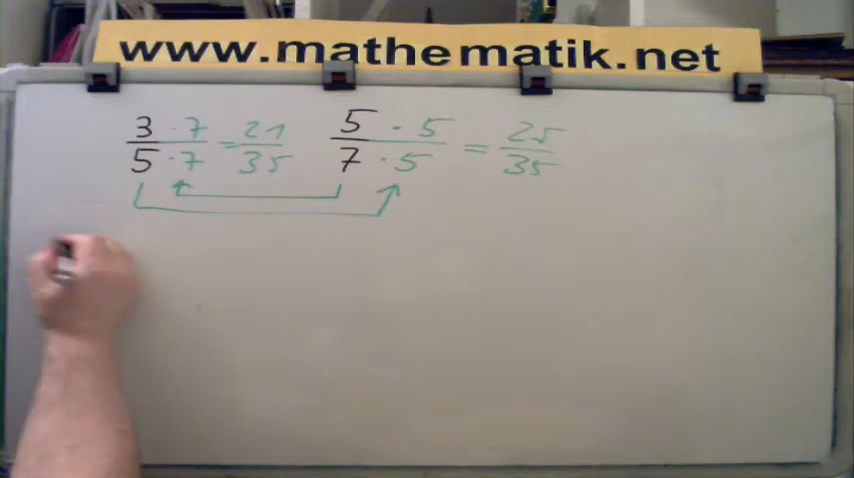 www.mathematik.net
3/5 · 7/7 = 21/35   5/7 · 5/5 = 25/35